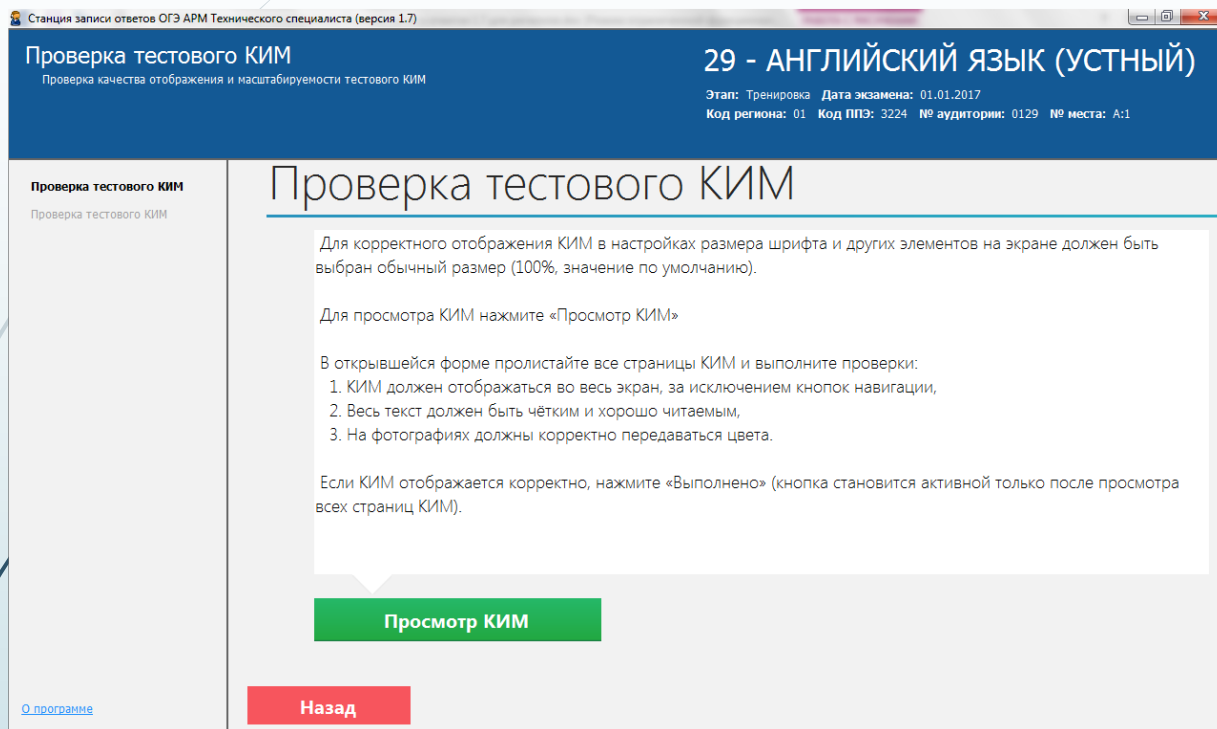 Станция записи ответов ОГЭ АРМ Технического специалиста (версия 1.7)
Проверка тестового КИМ
Проверка качества отображения и масштабируемости тестового КИМ
29 - АНГЛИЙСКИЙ ЯЗЫК (УСТНЫЙ)
Этап: Тренировка Дата экзамена: 01.01.2017
Код региона: 01 Код ППЭ: 3224 № аудитории: 0129 № места: А:1
Проверка тестового КИМ
Проверка тестового КИМ
Проверка тестового КИМ
Для корректного отображения КИМ в настройках размера шрифта и других элементов на экране должен быть
выбран обычный размер (100%, значение по умолчанию).
Для просмотра КИМ нажмите «Просмотр КИМ»
В открывшейся форме пролистайте все страницы КИМ и выполните проверки:
1. КИМ должен отображаться во весь экран, за исключением кнопок навигации,
2. Весь текст должен быть чётким и хорошо читаемым,
3. На фотографиях должны корректно передаваться цвета.
Если КИМ отображается корректно, нажмите «Выполнено» (кнопка становится активной только после просмотра
всех страниц КИМ).
Просмотр КИМ
Назад
О программе